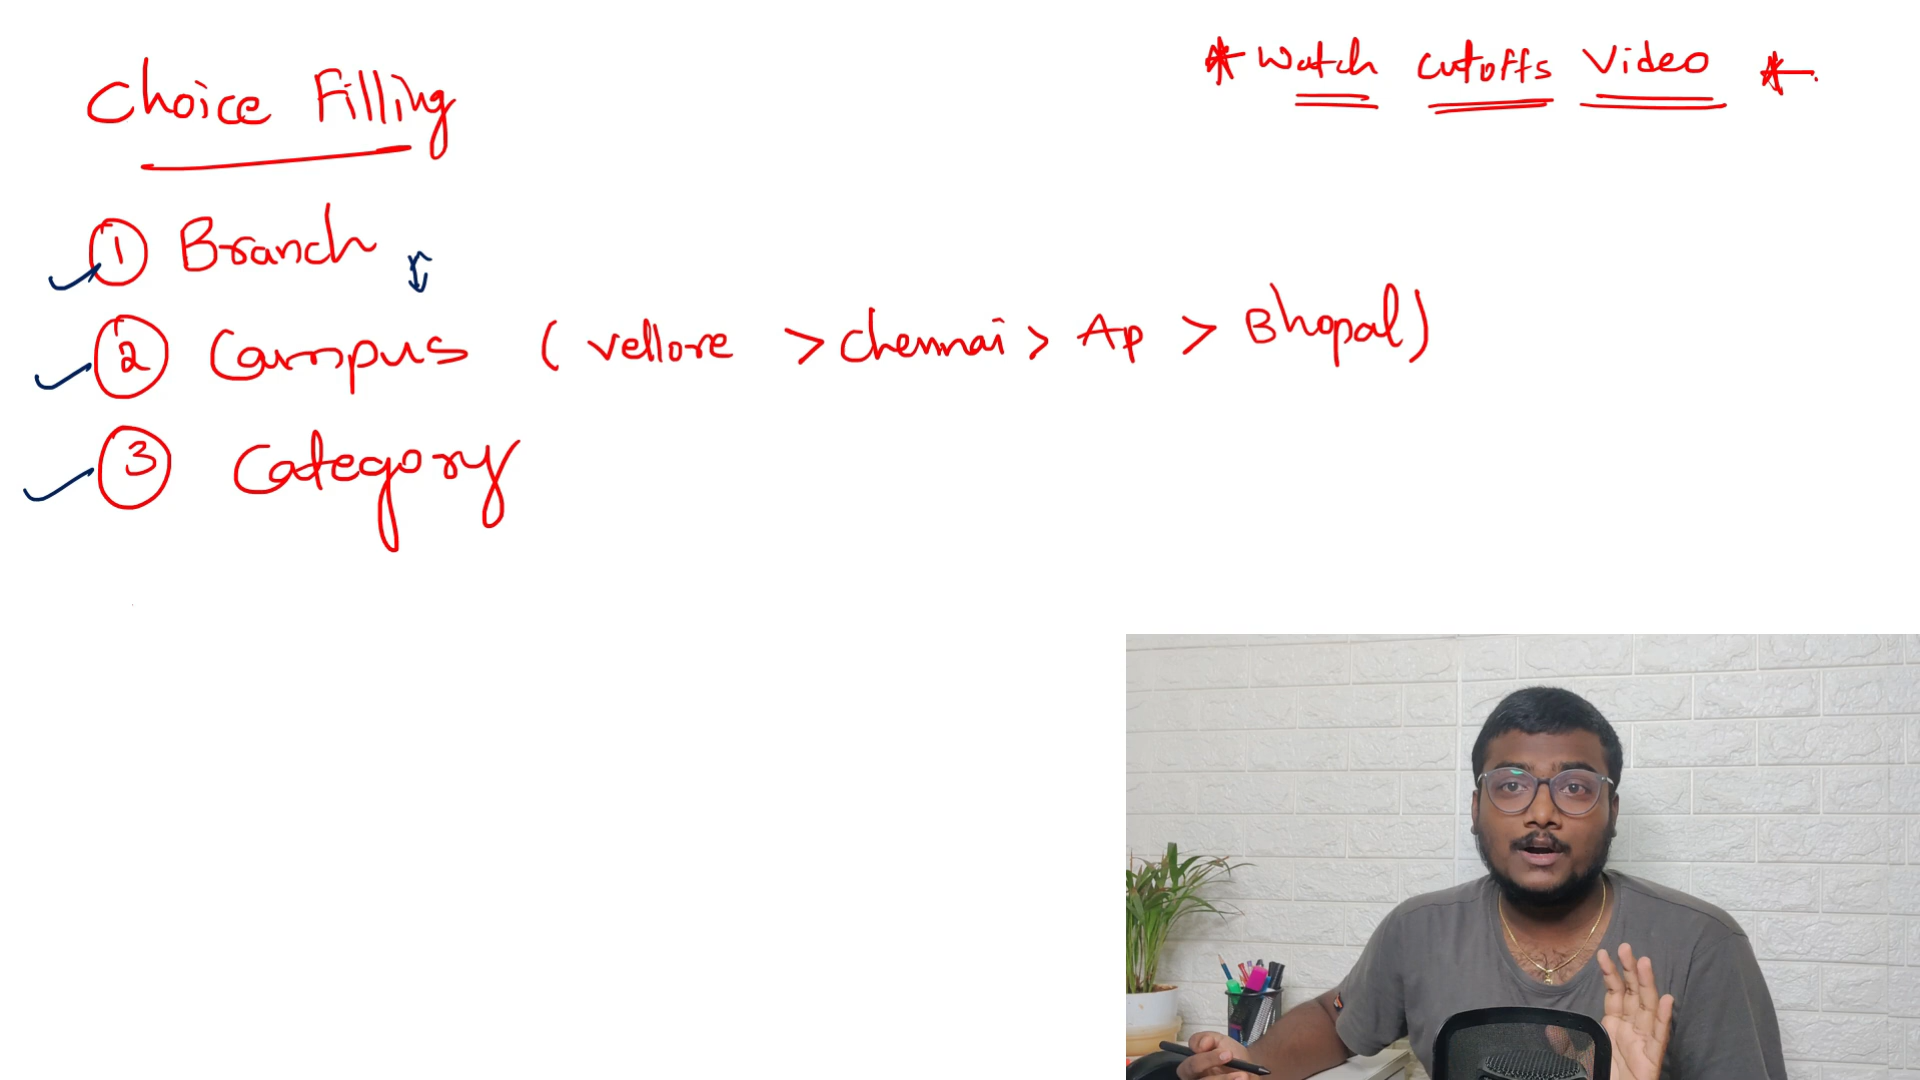 Choice Filling
* Watch cutoffs Video *
1 Branch
2 Campus ( vellore > chennai > Ap > Bhopal)
3 Category